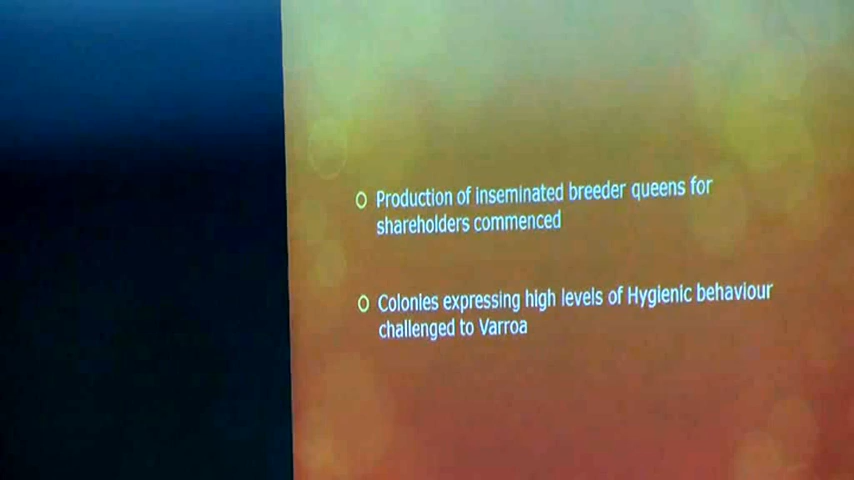 Production of inseminated breeder queens for
shareholders commenced
Colonies expressing high levels of Hygienic behaviour
challenged to Varroa